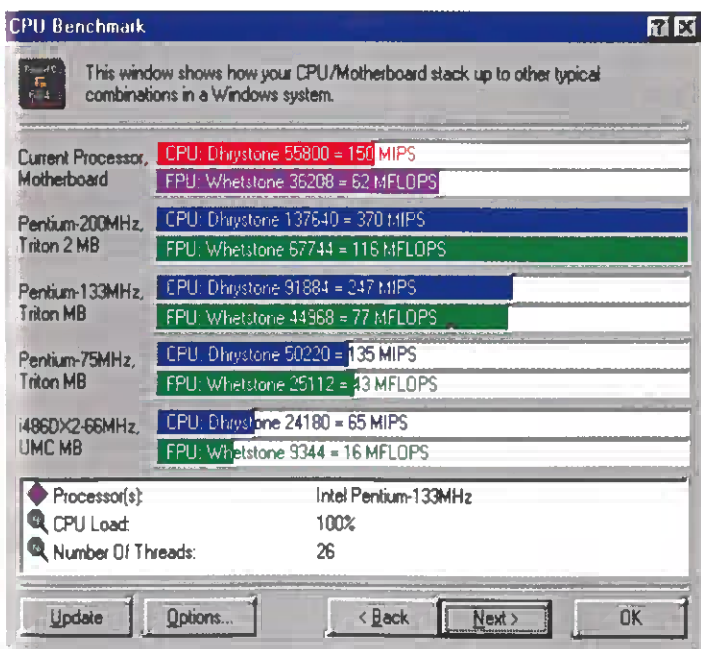 CPU Benchmark
This window shows how your CPU/Motherboard stack up to other typical
combinations in a Windows system.
Current Processor, CPU: Dhrystone 55800 = 150 MIPS
Motherboard FPU: Whetstone 36208 = 62 MFLOPS
Pentium-200MHz, CPU: Dhrystone 137640 = 370 MIPS
Triton 2 MB FPU: Whetstone 67744 = 116 MFLOPS
Pentium-133MHz, CPU: Dhrystone 91884 = 247 MIPS
Triton MB FPU: Whetstone 44968 = 77 MFLOPS
Pentium-75MHz, CPU: Dhrystone 50220 = 135 MIPS
Triton MB FPU: Whetstone 25112 = 43 MFLOPS
i486DX2-66MHz, CPU: Dhrystone 24180 = 65 MIPS
UMC MB FPU: Whetstone 9344 = 16 MFLOPS
Processor(s): Intel Pentium-133MHz
CPU Load: 100%
Number Of Threads: 26
Update Options... < Back Next > OK